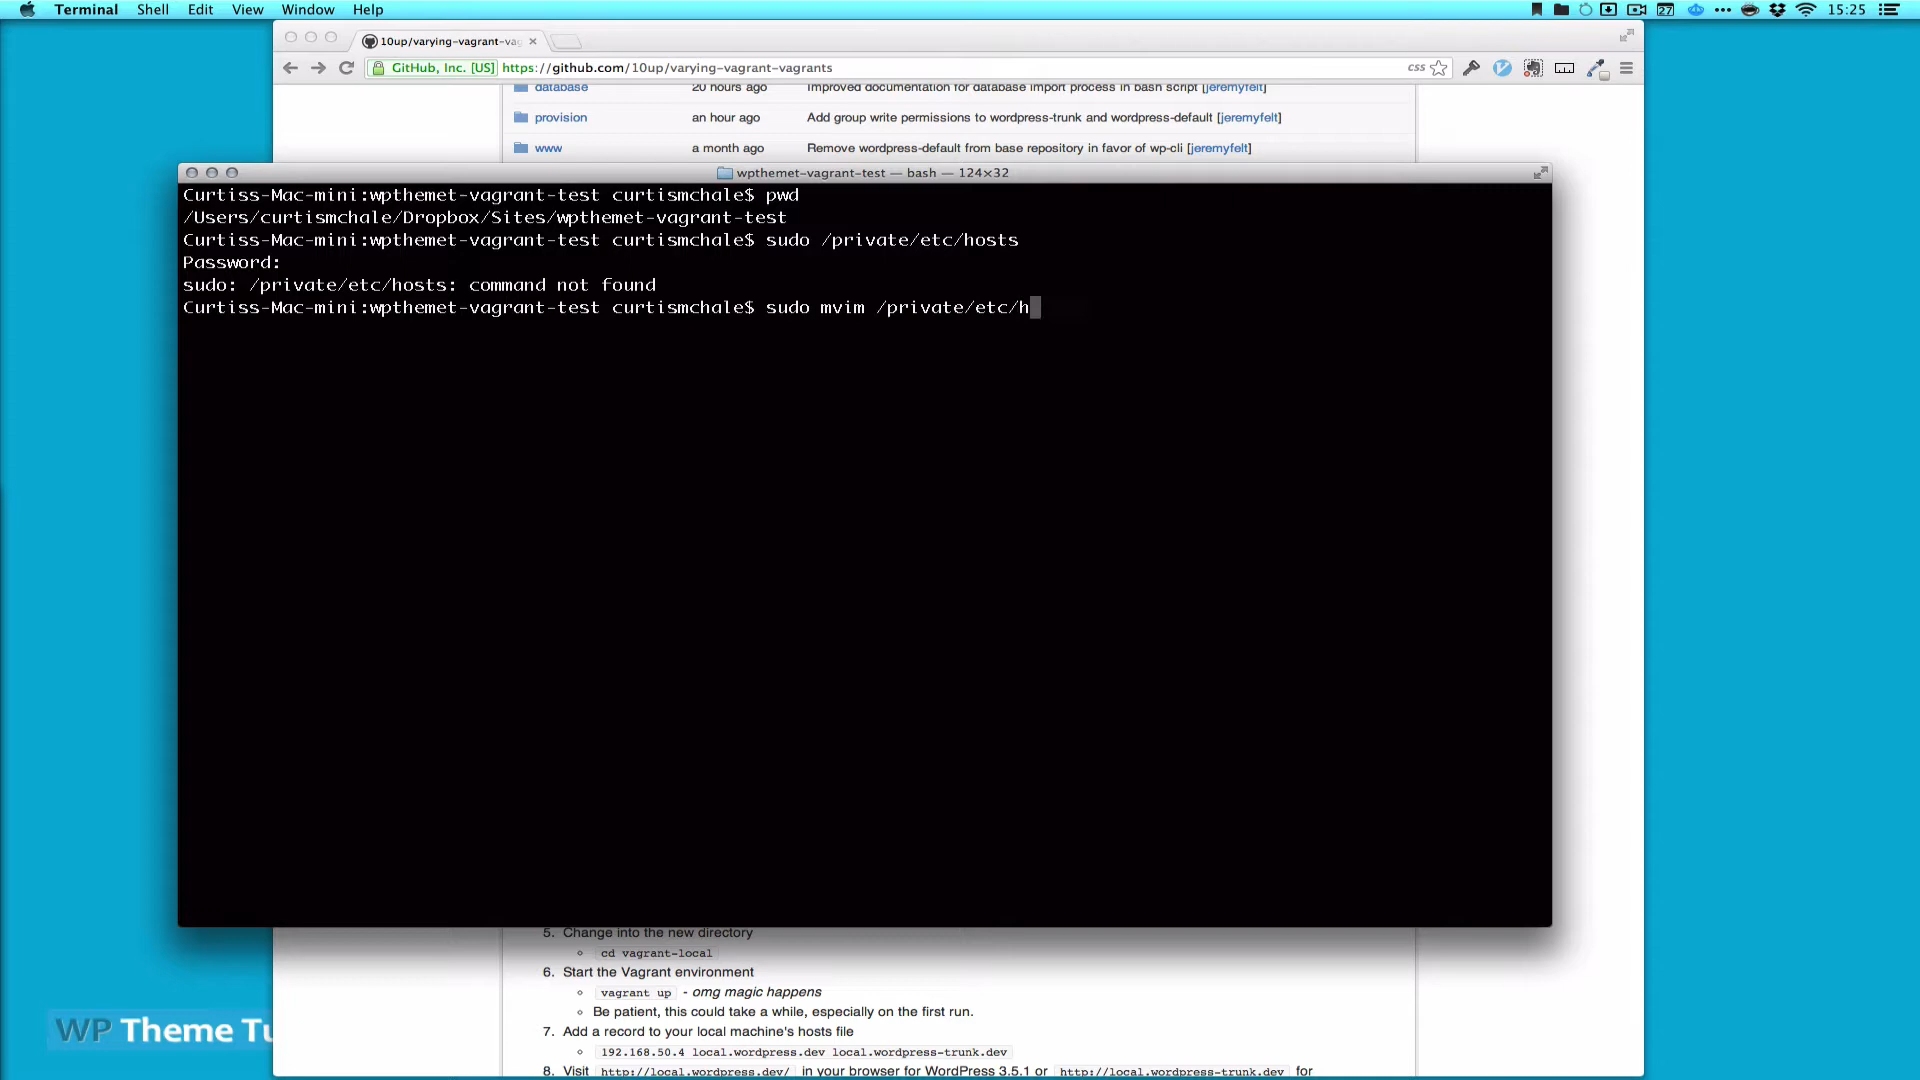 Terminal Shell Edit View Window Help 27 15:25
10up/varying-vagrant-vag
GitHub, Inc. [US] https://github.com/10up/varying-vagrant-vagrants css
database 20 hours ago Improved documentation for database import process in bash script [jeremyfelt]
provision an hour ago Add group write permissions to wordpress-trunk and wordpress-default [jeremyfelt]
www a month ago Remove wordpress-default from base repository in favor of wp-cli [jeremyfelt]
wpthemet-vagrant-test — bash — 124×32
Curtiss-Mac-mini:wpthemet-vagrant-test curtismchale$ pwd
/Users/curtismchale/Dropbox/Sites/wpthemet-vagrant-test
Curtiss-Mac-mini:wpthemet-vagrant-test curtismchale$ sudo /private/etc/hosts
Password:
sudo: /private/etc/hosts: command not found
Curtiss-Mac-mini:wpthemet-vagrant-test curtismchale$ sudo mvim /private/etc/h
5. Change into the new directory
cd vagrant-local
6. Start the Vagrant environment
vagrant up - omg magic happens
Be patient, this could take a while, especially on the first run.
7. Add a record to your local machine's hosts file
192.168.50.4 local.wordpress.dev local.wordpress-trunk.dev
8. Visit http://local.wordpress.dev/ in your browser for WordPress 3.5.1 or http://local.wordpress-trunk.dev for
WP Theme Tu